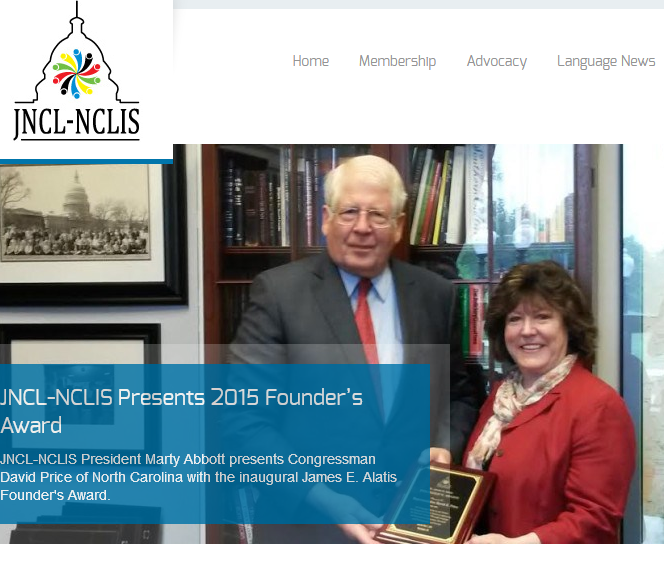 JNCL-NCLIS
Home Membership Advocacy Language News
JNCL-NCLIS Presents 2015 Founder's
Award
JNCL-NCLIS President Marty Abbott presents Congressman
David Price of North Carolina with the inaugural James E. Alatis
Founder's Award.